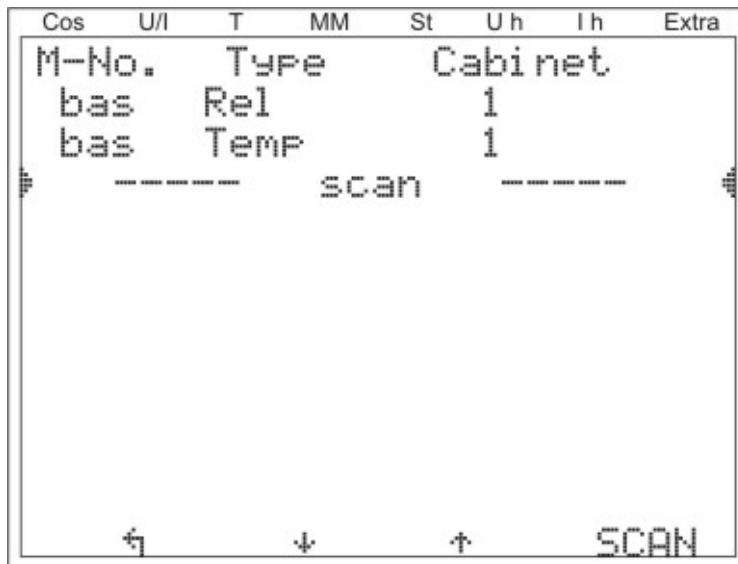 Cos U/I T MM St U h I h Extra
M-No. Type Cabinet
bas Rel 1
bas Temp 1
----- scan -----
↰ ↓ ↑ SCAN